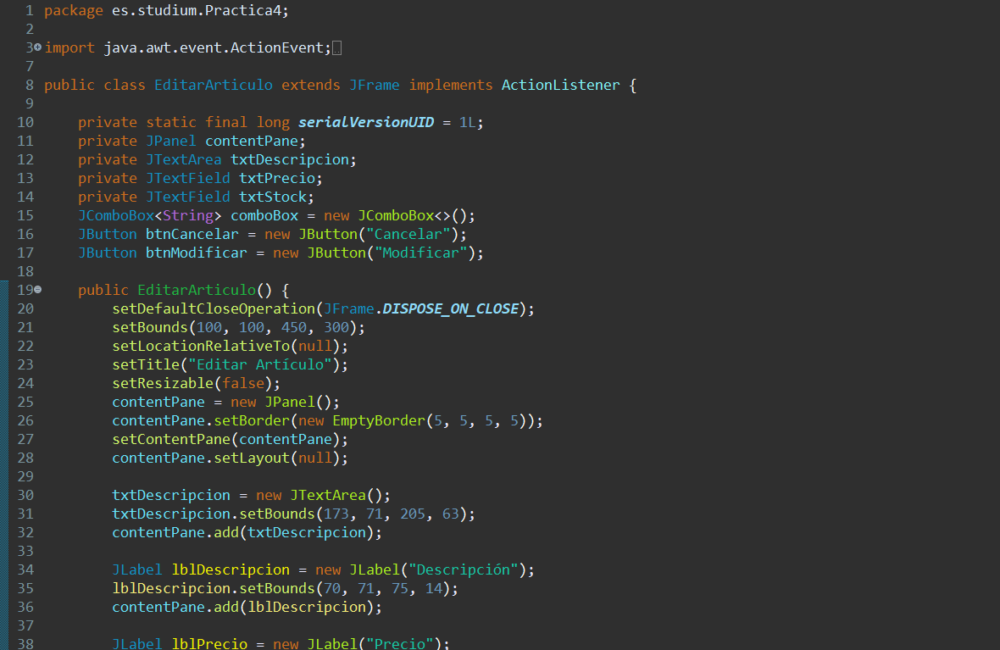 1 package es.studium.Practica4;
2
3 import java.awt.event.ActionEvent;
7
8 public class EditarArticulo extends JFrame implements ActionListener {
9
10 private static final long serialVersionUID = 1L;
11 private JPanel contentPane;
12 private JTextArea txtDescripcion;
13 private JTextField txtPrecio;
14 private JTextField txtStock;
15 JComboBox<String> comboBox = new JComboBox<>();
16 JButton btnCancelar = new JButton("Cancelar");
17 JButton btnModificar = new JButton("Modificar");
18
19 public EditarArticulo() {
20 setDefaultCloseOperation(JFrame.DISPOSE_ON_CLOSE);
21 setBounds(100, 100, 450, 300);
22 setLocationRelativeTo(null);
23 setTitle("Editar Artículo");
24 setResizable(false);
25 contentPane = new JPanel();
26 contentPane.setBorder(new EmptyBorder(5, 5, 5, 5));
27 setContentPane(contentPane);
28 contentPane.setLayout(null);
29
30 txtDescripcion = new JTextArea();
31 txtDescripcion.setBounds(173, 71, 205, 63);
32 contentPane.add(txtDescripcion);
33
34 JLabel lblDescripcion = new JLabel("Descripción");
35 lblDescripcion.setBounds(70, 71, 75, 14);
36 contentPane.add(lblDescripcion);
37
38 JLabel lblPrecio = new JLabel("Precio");